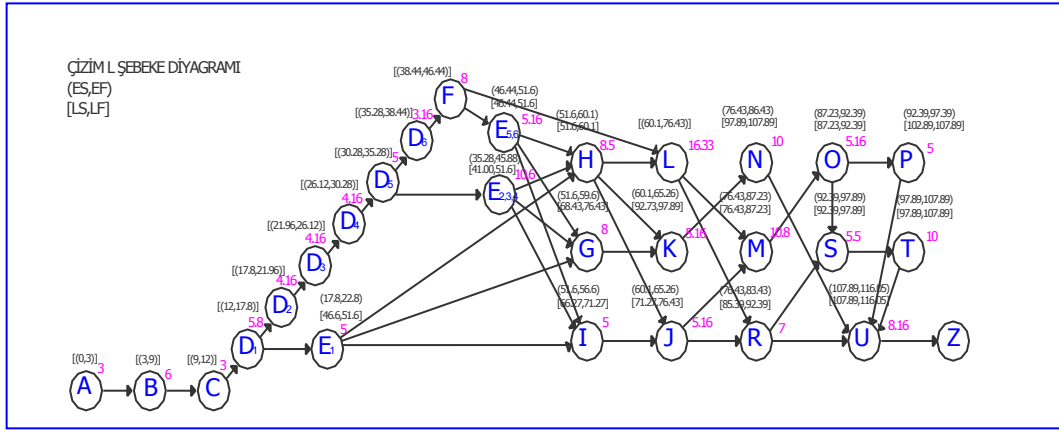 ÇİZİM L ŞEBEKE DİYAGRAMI
(ES,EF)
[LS,LF]
[(38.44,46.44)]
8
F
(46.44,51.6)
[46.44,51.6]
5.16
E5,6
[(35.28,38.44)]
3.16
D6
[(30.28,35.28)]
5
D5
[(26.12,30.28)]
4.16
D4
[(21.96,26.12)]
4.16
D3
[(17.8,21.96)]
4.16
D2
[(12,17.8)]
5.8
D1
(35.28,45.88)
[41.00,51.6]
10.6
E2,3,4
(17.8,22.8)
[46.6,51.6]
5
E1
[(0,3)]
3
A
[(3,9)]
6
B
[(9,12)]
3
C
(51.6,60.1)
[51.6,60.1]
8.5
H
[(60.1,76.43)]
16.33
L
(76.43,86.43)
[97.89,107.89]
10
N
(87.23,92.39)
[87.23,92.39]
5.16
O
(92.39,97.39)
[102.89,107.89]
5
P
(51.6,59.6)
[68.43,76.43]
8
G
(60.1,65.26)
[92.73,97.89]
5.16
K
(76.43,87.23)
[76.43,87.23]
10.8
M
(92.39,97.89)
[92.39,97.89]
5.5
S
(97.89,107.89)
[97.89,107.89]
10
T
(51.6,56.6)
[66.27,71.27]
5
I
(60.1,65.26)
[71.27,76.43]
5.16
J
(76.43,83.43)
[85.39,92.39]
7
R
(107.89,116.05)
[107.89,116.05]
8.16
U
Z